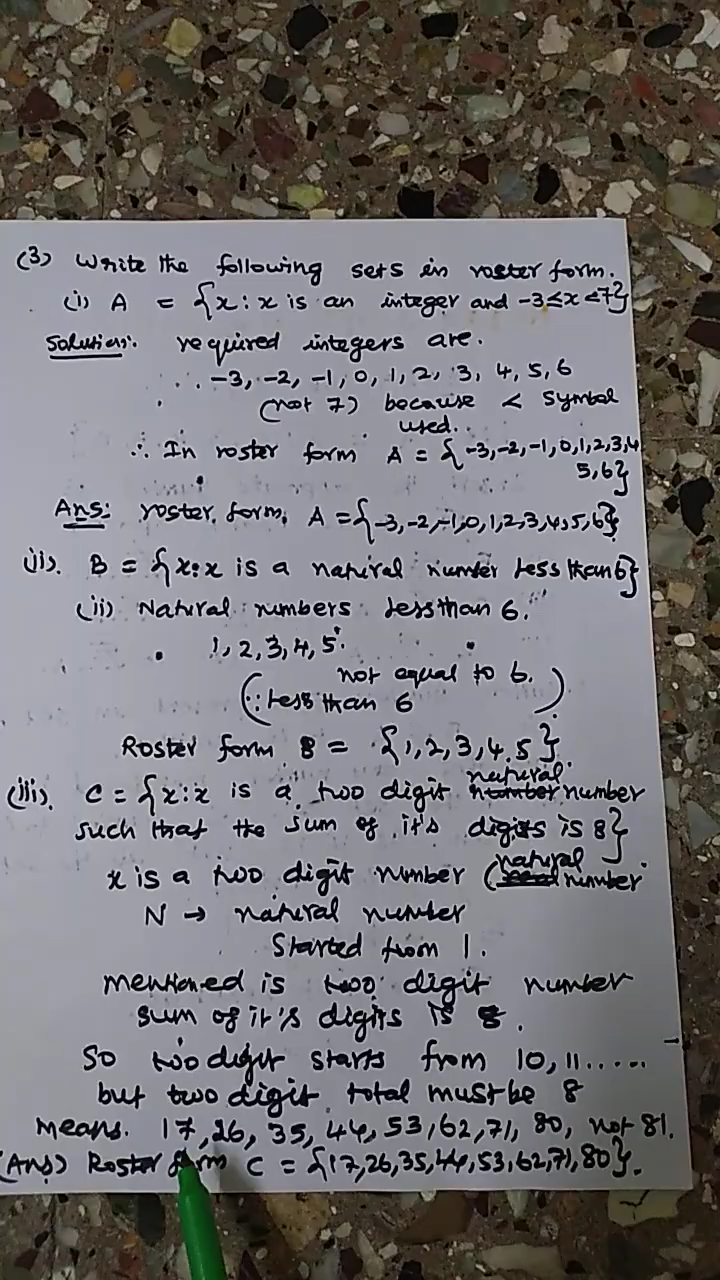 (3) Write the following sets in roster form.
(i) A = {x : x is an integer and -3≤x<7}
Solution: required integers are.
-3, -2, -1, 0, 1, 2, 3, 4, 5, 6
(not 7) because < symbol
used.
∴ In roster form A = {-3,-2,-1,0,1,2,3,4
5,6}
Ans: roster form, A = {-3,-2,-1,0,1,2,3,4,5,6}
(ii). B = {x:x is a natural number less than 6}
(ii) Natural numbers less than 6.
1, 2, 3, 4, 5.
not equal to 6.
(∵ less than 6 )
Roster form B = {1,2,3,4.5}
natural
(iii). C = {x:x is a two digit number
such that the sum of it's digits is 8}
natural
x is a two digit number ( number
N → natural number
Started from 1.
mentioned is two digit number
sum of it's digits is 8.
So two digit starts from 10, 11.....
but two digit total must be 8
means. 17, 26, 35, 44, 53, 62, 71, 80, not 81.
(Ans) Roster form C = {17,26,35,44,53,62,71,80}.